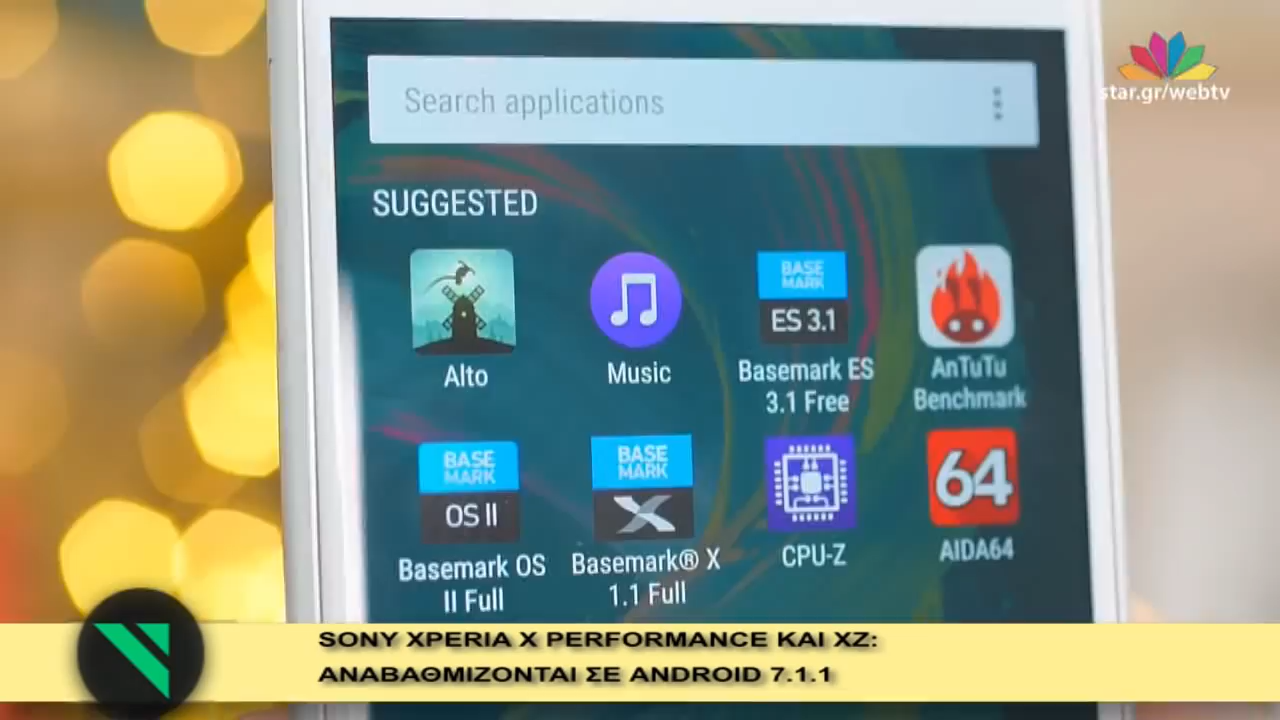 star.gr/webtv
Search applications
SUGGESTED
BASE
MARK
ES 3.1
Alto
Music
Basemark ES
3.1 Free
AnTuTu
Benchmark
BASE
MARK
OS II
BASE
MARK
X
64
Basemark OS
II Full
Basemark® X
1.1 Full
CPU-Z
AIDA64
SONY XPERIA X PERFORMANCE ΚΑΙ XZ:
ΑΝΑΒΑΘΜΙΖΟΝΤΑΙ ΣΕ ANDROID 7.1.1